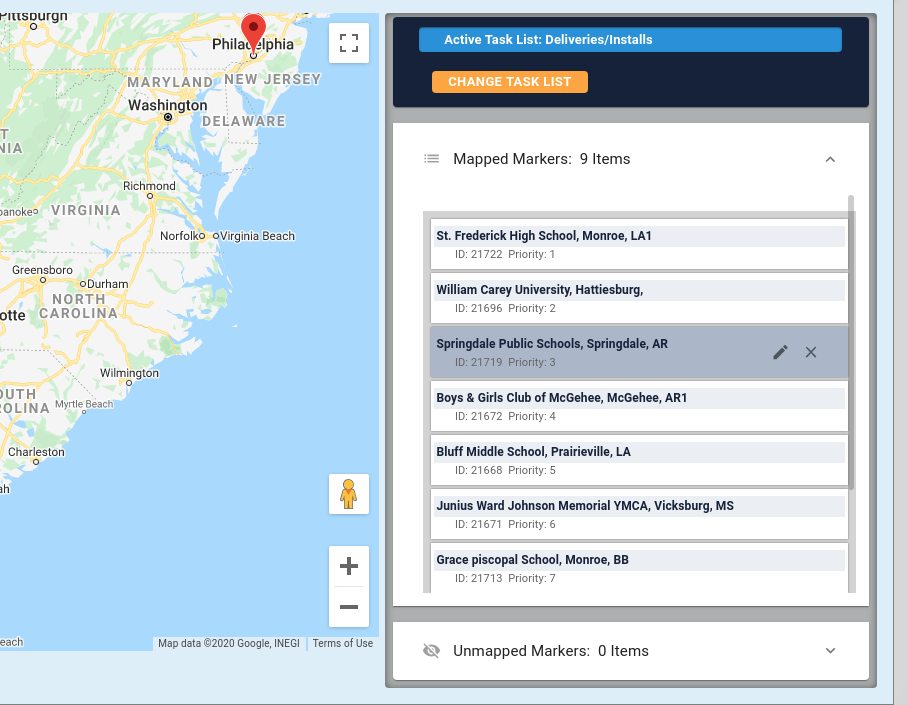 Pittsburgh
Philadelphia
MARYLAND
NEW JERSEY
Washington
DELAWARE
T
NIA
Richmond
oanoke
VIRGINIA
Norfolk
Virginia Beach
Greensboro
Durham
NORTH
CAROLINA
otte
Wilmington
OUTH
ROLINA
Myrtle Beach
Charleston
ah
each
Map data ©2020 Google, INEGI
Terms of Use
Active Task List: Deliveries/Installs
CHANGE TASK LIST
Mapped Markers: 9 Items
St. Frederick High School, Monroe, LA1
ID: 21722 Priority: 1
William Carey University, Hattiesburg,
ID: 21696 Priority: 2
Springdale Public Schools, Springdale, AR
ID: 21719 Priority: 3
Boys & Girls Club of McGehee, McGehee, AR1
ID: 21672 Priority: 4
Bluff Middle School, Prairieville, LA
ID: 21668 Priority: 5
Junius Ward Johnson Memorial YMCA, Vicksburg, MS
ID: 21671 Priority: 6
Grace piscopal School, Monroe, BB
ID: 21713 Priority: 7
Unmapped Markers: 0 Items